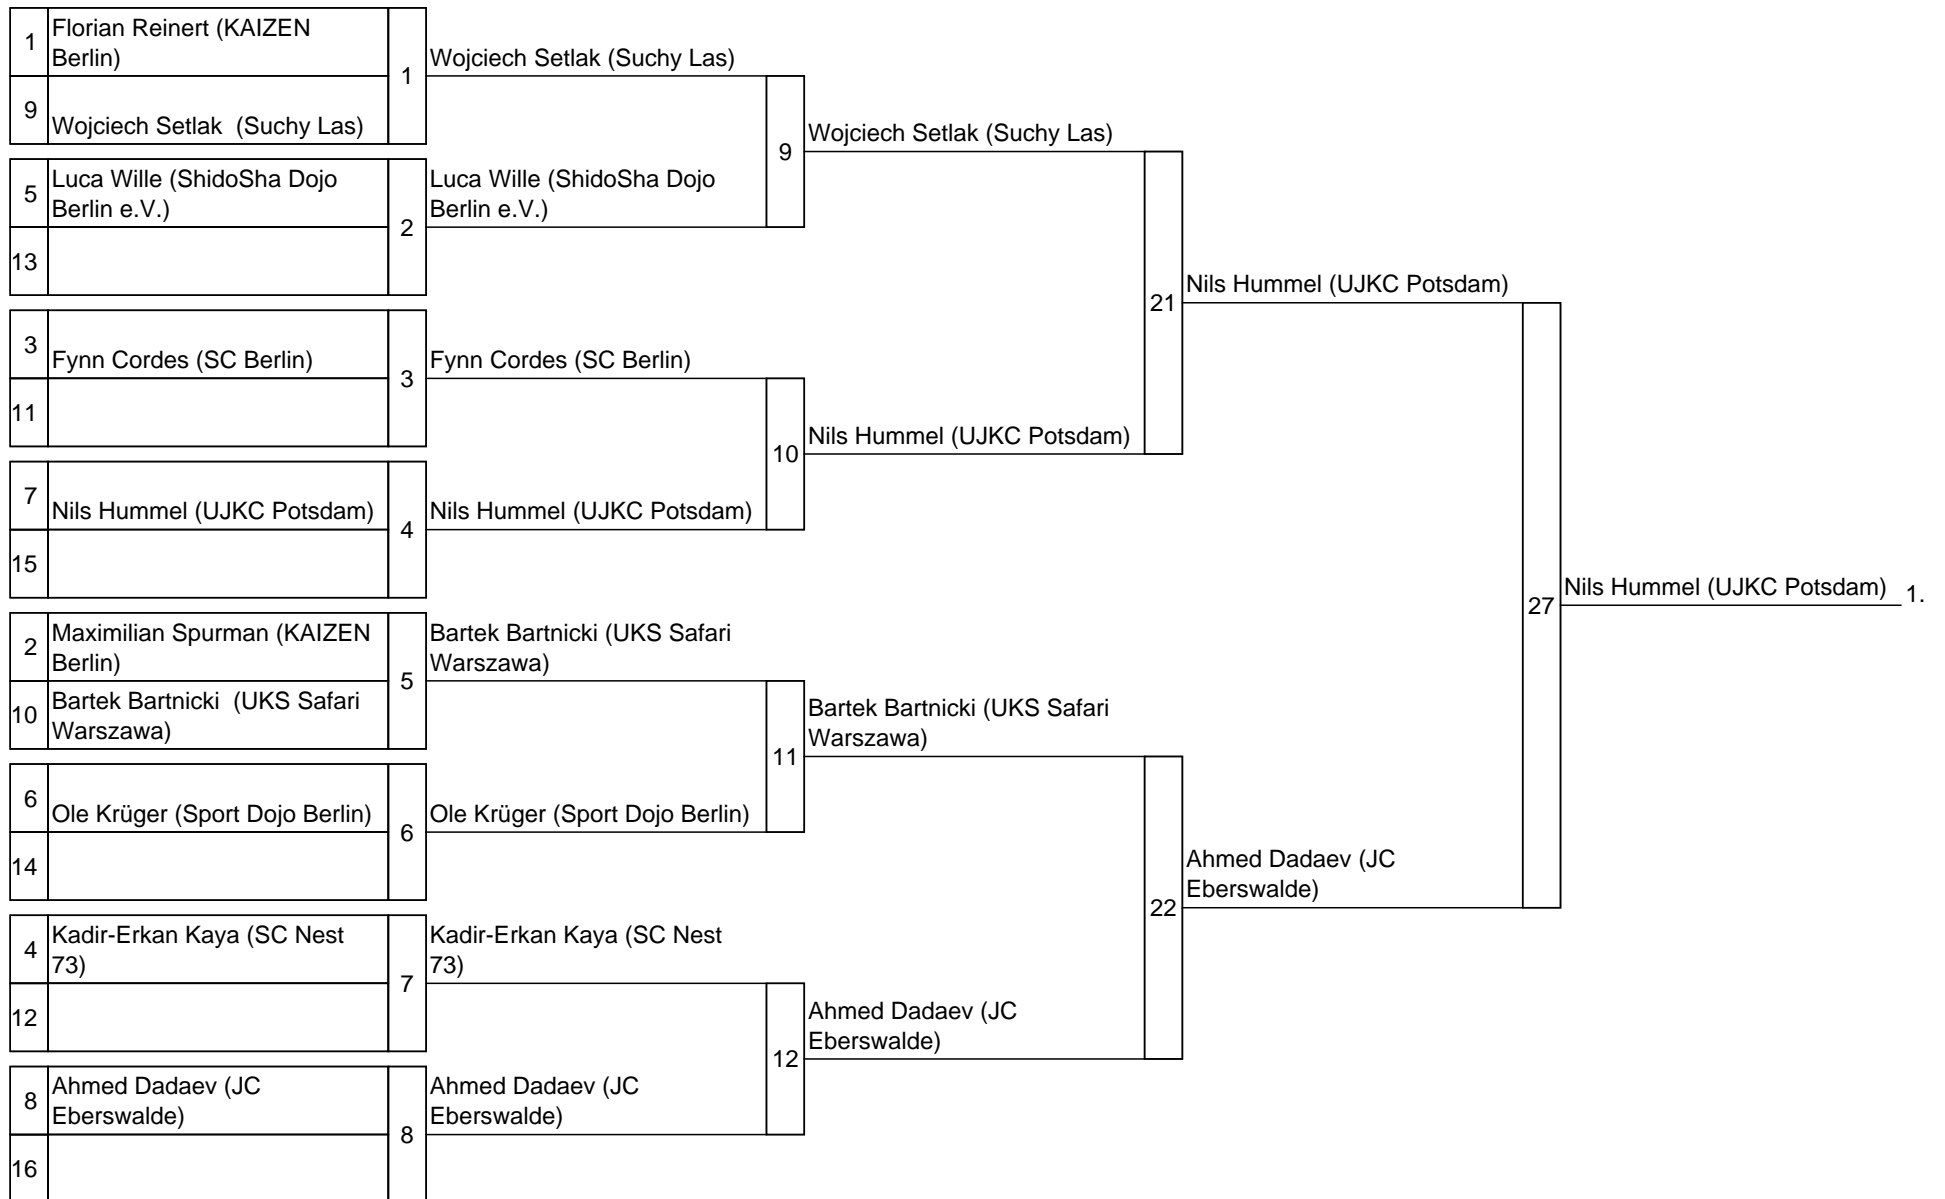 1
Florian Reinert (KAIZEN
Berlin)
9
Wojciech Setlak  (Suchy Las)
1
5
Luca Wille (ShidoSha Dojo
Berlin e.V.)
13
2
3
Fynn Cordes (SC Berlin)
11
3
7
Nils Hummel (UJKC Potsdam)
15
4
2
Maximilian Spurman (KAIZEN
Berlin)
10
Bartek Bartnicki  (UKS Safari
Warszawa)
5
6
Ole Krüger (Sport Dojo Berlin)
14
6
4
Kadir-Erkan Kaya (SC Nest
73)
12
7
8
Ahmed Dadaev (JC
Eberswalde)
16
8
Wojciech Setlak (Suchy Las)
Luca Wille (ShidoSha Dojo
Berlin e.V.)
9
Fynn Cordes (SC Berlin)
Nils Hummel (UJKC Potsdam)
10
Bartek Bartnicki (UKS Safari
Warszawa)
Ole Krüger (Sport Dojo Berlin)
11
Kadir-Erkan Kaya (SC Nest
73)
Ahmed Dadaev (JC
Eberswalde)
12
Wojciech Setlak (Suchy Las)
Nils Hummel (UJKC Potsdam)
21
Bartek Bartnicki (UKS Safari
Warszawa)
Ahmed Dadaev (JC
Eberswalde)
22
Nils Hummel (UJKC Potsdam)
Ahmed Dadaev (JC
Eberswalde)
27
Nils Hummel (UJKC Potsdam) 1.